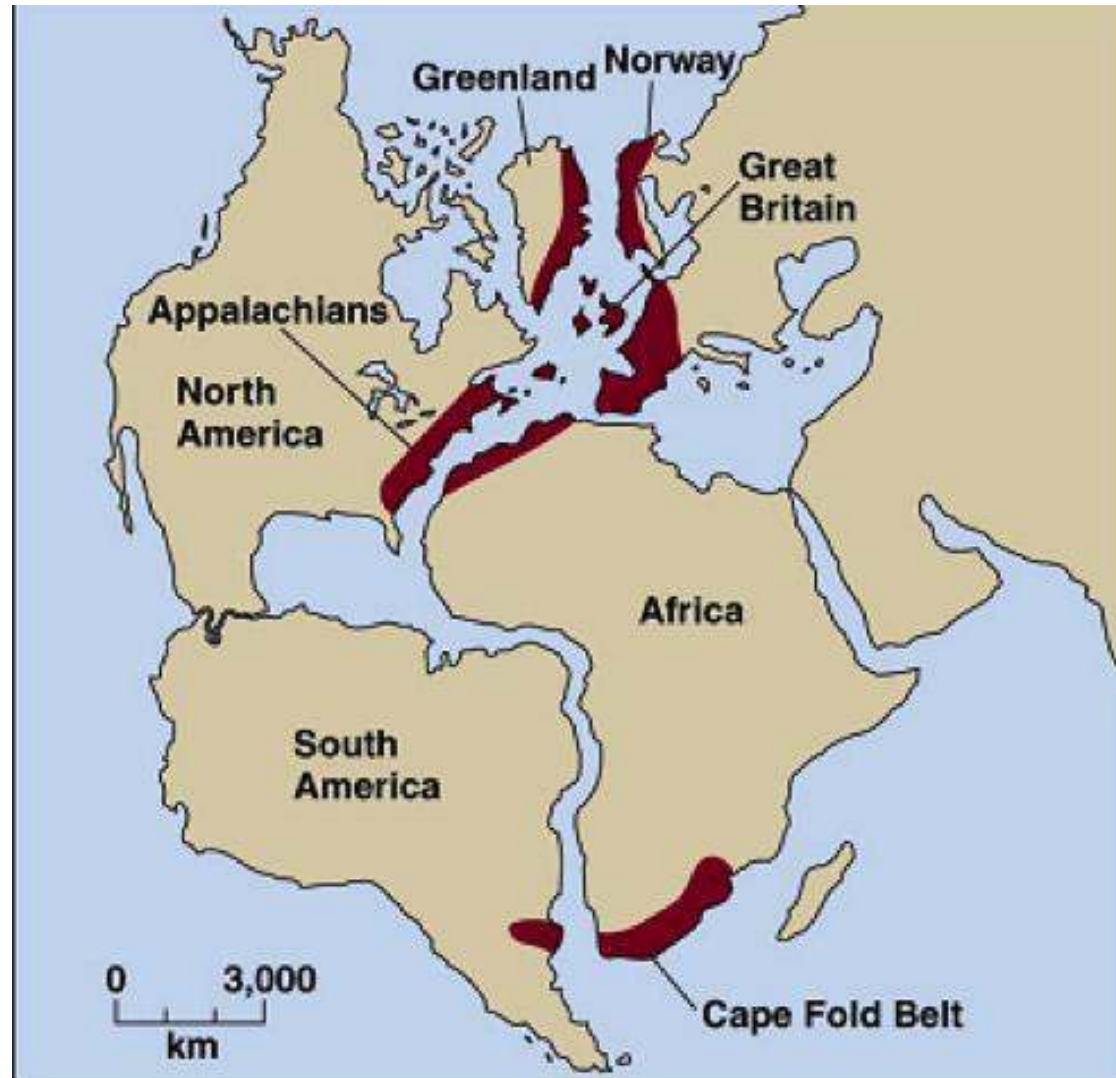 Greenland
Norway
Great
Britain
Appalachians
North
America
Africa
South
America
0 3,000
km
Cape Fold Belt